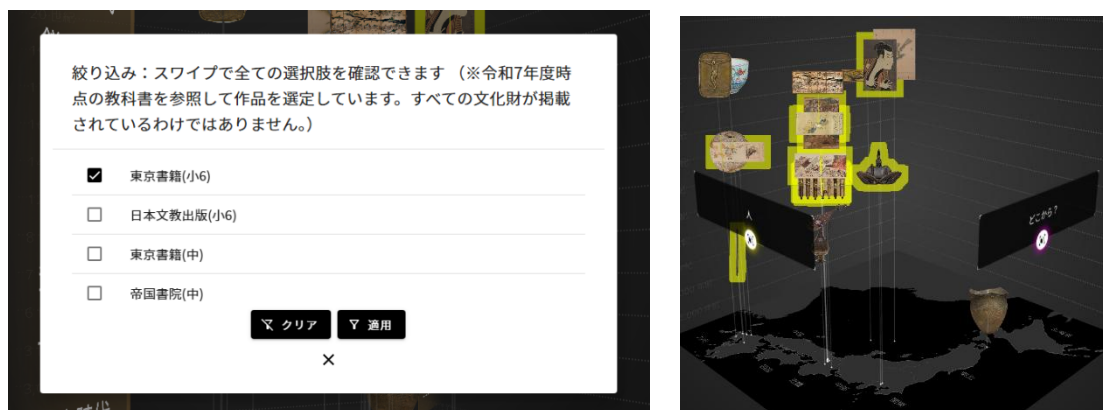 絞り込み：スワイプで全ての選択肢を確認できます （※令和7年度時
点の教科書を参照して作品を選定しています。すべての文化財が掲載
されているわけではありません。）
東京書籍(小6)
日本文教出版(小6)
東京書籍(中)
帝国書院(中)
クリア
適用
人
どこから？